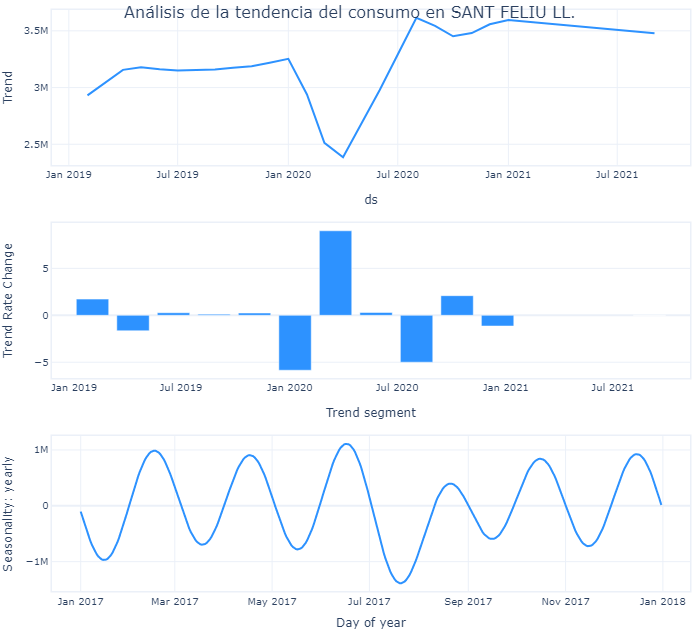 Análisis de la tendencia del consumo en SANT FELIU LL.
3.5M
3M
2.5M
Trend
Jan 2019 Jul 2019 Jan 2020 Jul 2020 Jan 2021 Jul 2021
ds
5
0
−5
Trend Rate Change
Jan 2019 Jul 2019 Jan 2020 Jul 2020 Jan 2021 Jul 2021
Trend segment
1M
0
−1M
Seasonality: yearly
Jan 2017 Mar 2017 May 2017 Jul 2017 Sep 2017 Nov 2017 Jan 2018
Day of year